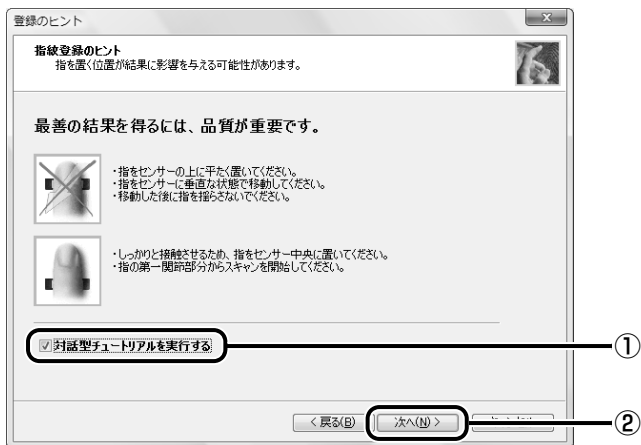 登録のヒント
指紋登録のヒント
指を置く位置が結果に影響を与える可能性があります。
最善の結果を得るには、品質が重要です。
・指をセンサーの上に平たく置いてください。
・指をセンサーに垂直な状態で移動してください。
・移動した後に指を揺らさないでください。
・しっかりと接触させるため、指をセンサー中央に置いてください。
・指の第一関節部分からスキャンを開始してください。
対話型チュートリアルを実行する
①
< 戻る(B)
次へ(N) >
②